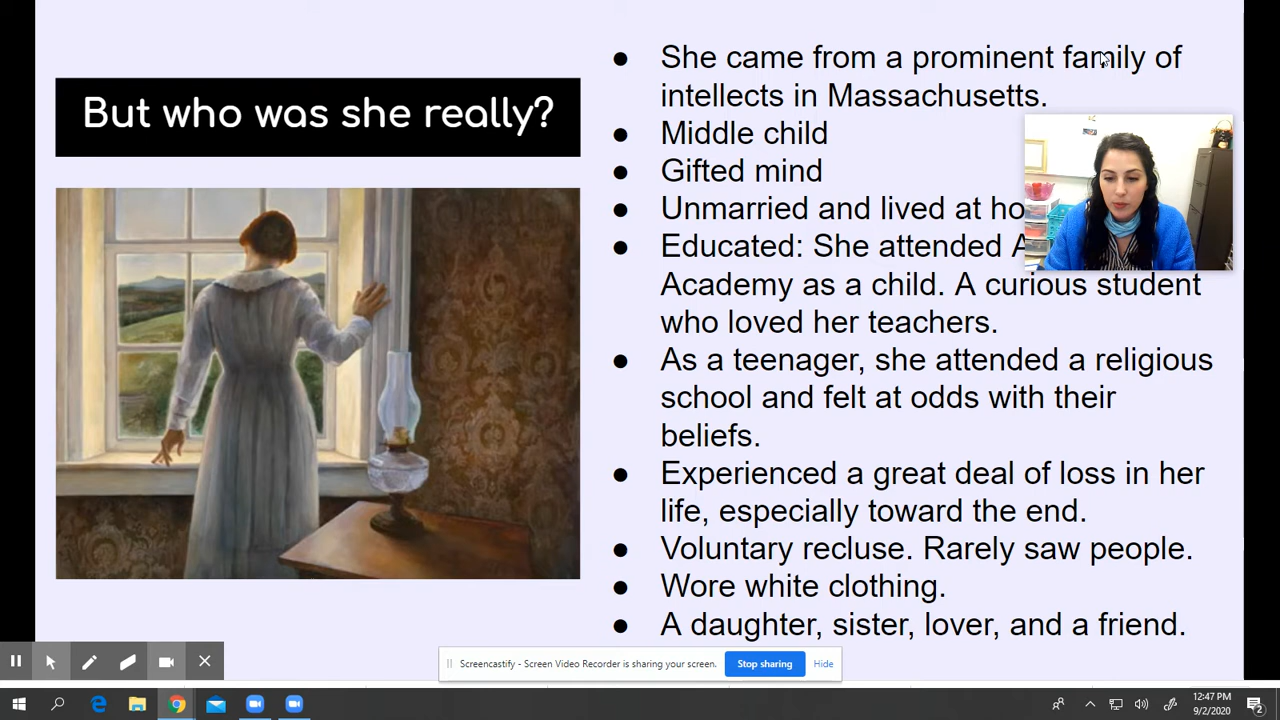 But who was she really?
● She came from a prominent family of
intellects in Massachusetts.
● Middle child
● Gifted mind
● Unmarried and lived at
● Educated: She attended
Academy as a child. A curious student
who loved her teachers.
● As a teenager, she attended a religious
school and felt at odds with their
beliefs.
● Experienced a great deal of loss in her
life, especially toward the end.
● Voluntary recluse. Rarely saw people.
● Wore white clothing.
● A daughter, sister, lover, and a friend.
Screencastify - Screen Video Recorder is sharing your screen. Stop sharing Hide
12:47 PM
9/2/2020
2